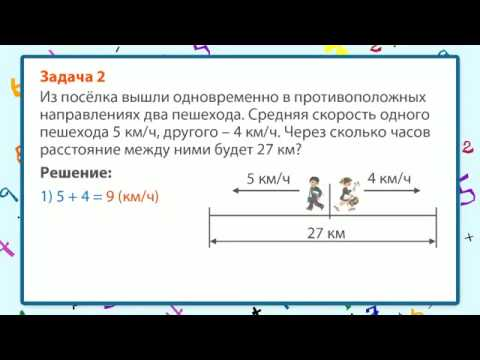 Задача 2
Из посёлка вышли одновременно в противоположных
направлениях два пешехода. Средняя скорость одного
пешехода 5 км/ч, другого – 4 км/ч. Через сколько часов
расстояние между ними будет 27 км?
Решение:
1) 5 + 4 = 9 (км/ч)
5 км/ч
4 км/ч
27 км